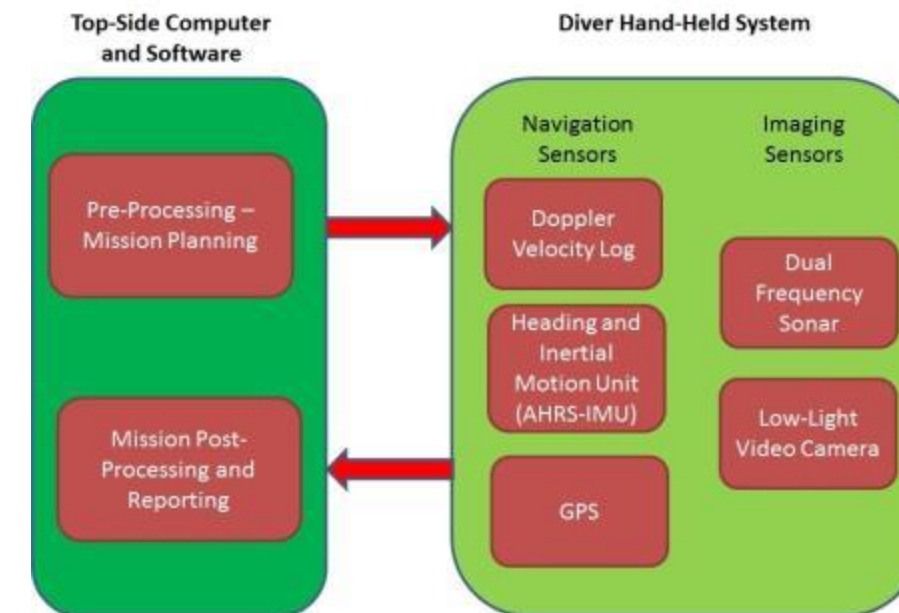 Top-Side Computer
and Software
Pre-Processing –
Mission Planning
Mission Post-
Processing and
Reporting
Diver Hand-Held System
Navigation
Sensors
Doppler
Velocity Log
Heading and
Inertial
Motion Unit
(AHRS-IMU)
GPS
Imaging
Sensors
Dual
Frequency
Sonar
Low-Light
Video Camera